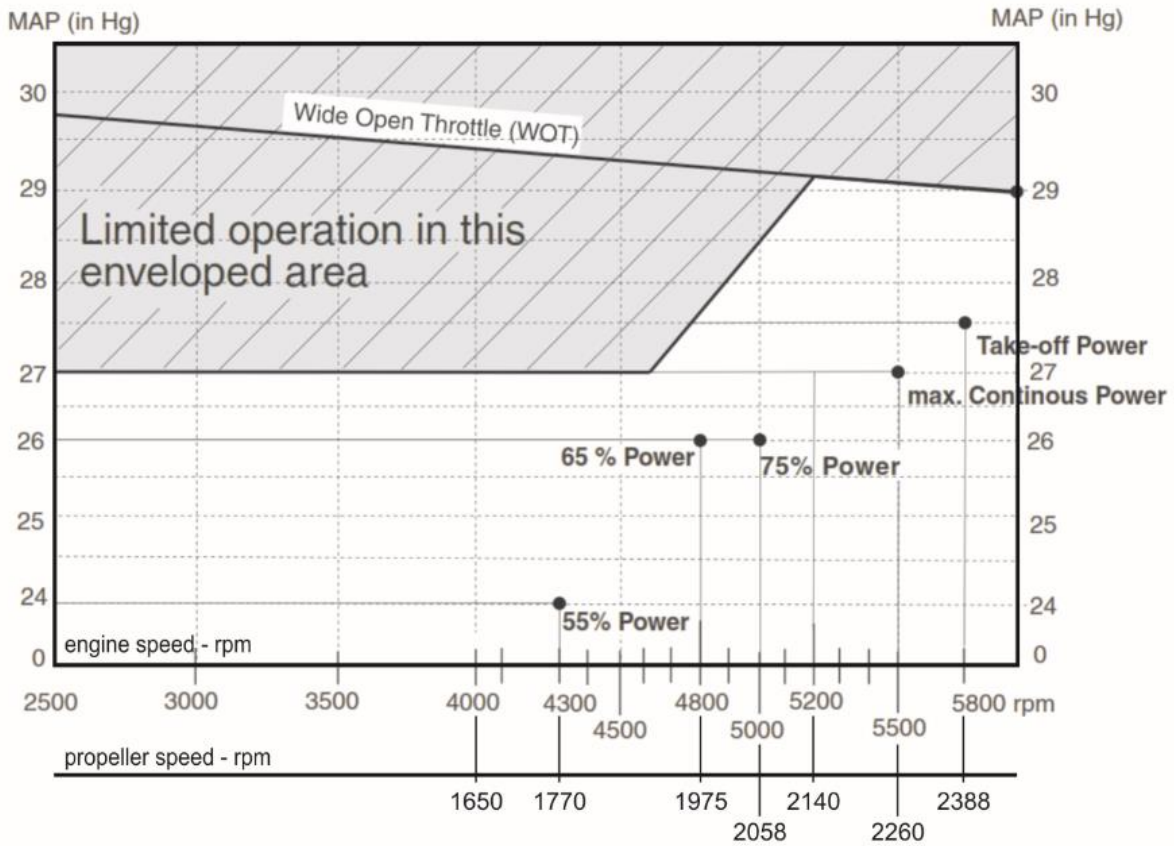 MAP (in Hg)
MAP (in Hg)
30
30
Wide Open Throttle (WOT)
29
29
Limited operation in this
enveloped area
28
28
Take-off Power
27
27
max. Continous Power
26
26
65 % Power
75% Power
25
25
24
24
55% Power
engine speed - rpm
0
0
2500 3000 3500 4000 4300 4800 5200 5800 rpm
4500 5000 5500
propeller speed - rpm
1650 1770 1975 2140 2388
2058 2260